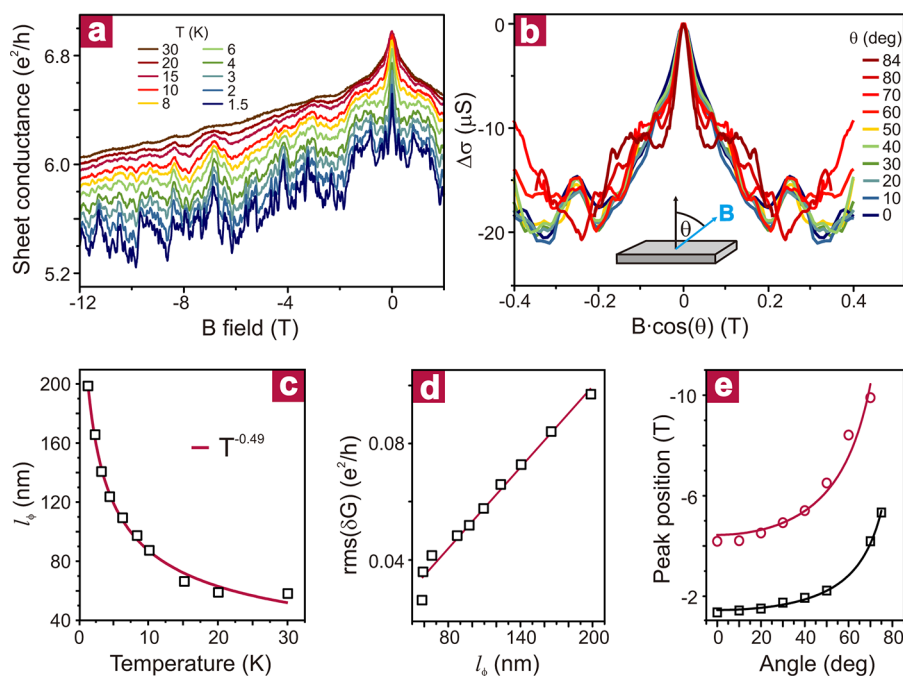 a
T (K)
30
20
15
10
8
6
4
3
2
1.5
Sheet conductance (e²/h)
6.8
6.0
5.2
-12
-8
-4
0
B field (T)
b
θ (deg)
84
80
70
60
50
40
30
20
10
0
Δσ (μS)
0
-10
-20
θ
B
-0.4
-0.2
0.0
0.2
0.4
B·cos(θ) (T)
c
T⁻⁰·⁴⁹
lϕ (nm)
200
160
120
80
40
0
10
20
30
Temperature (K)
d
rms(δG) (e²/h)
0.08
0.04
80
140
200
lϕ (nm)
e
Peak position (T)
-10
-6
-2
0
20
40
60
80
Angle (deg)